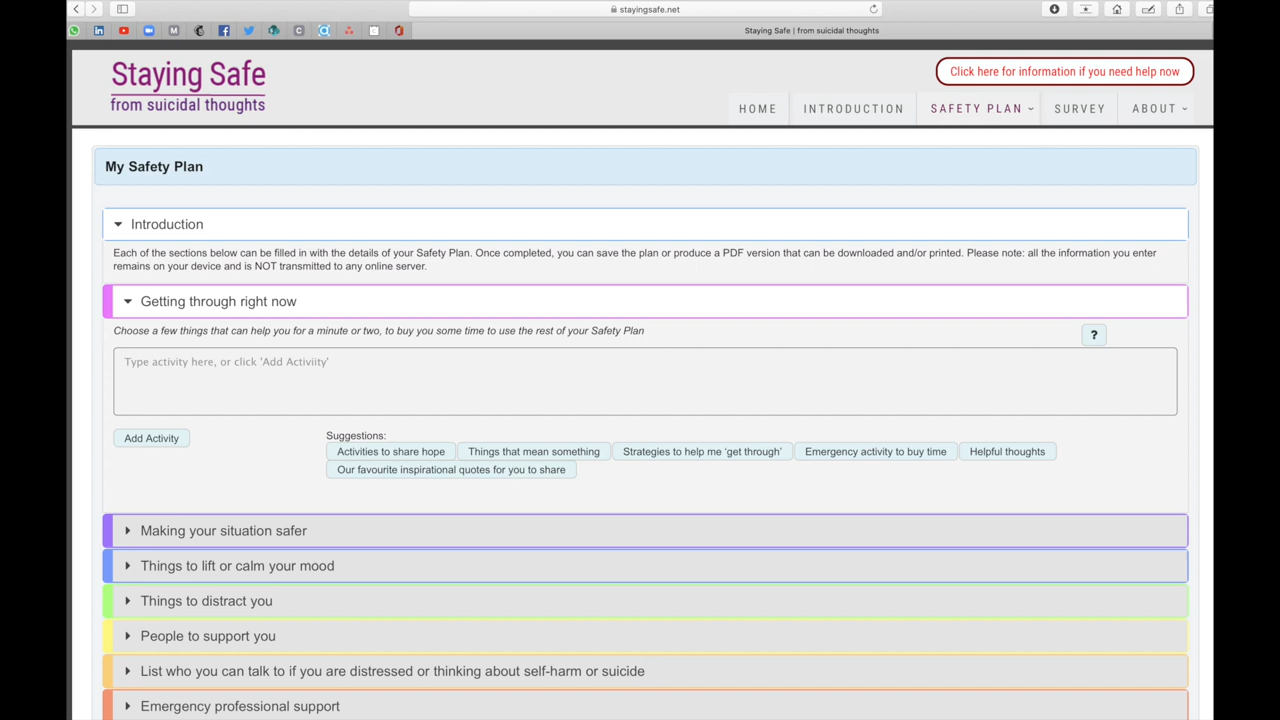 stayingsafe.net
Staying Safe | from suicidal thoughts
Staying Safe
from suicidal thoughts
Click here for information if you need help now
HOME
INTRODUCTION
SAFETY PLAN
SURVEY
ABOUT
My Safety Plan
Introduction
Each of the sections below can be filled in with the details of your Safety Plan. Once completed, you can save the plan or produce a PDF version that can be downloaded and/or printed. Please note: all the information you enter
remains on your device and is NOT transmitted to any online server.
Getting through right now
Choose a few things that can help you for a minute or two, to buy you some time to use the rest of your Safety Plan
?
Type activity here, or click 'Add Activiity'
Add Activity
Suggestions:
Activities to share hope
Things that mean something
Strategies to help me ‘get through’
Emergency activity to buy time
Helpful thoughts
Our favourite inspirational quotes for you to share
Making your situation safer
Things to lift or calm your mood
Things to distract you
People to support you
List who you can talk to if you are distressed or thinking about self-harm or suicide
Emergency professional support